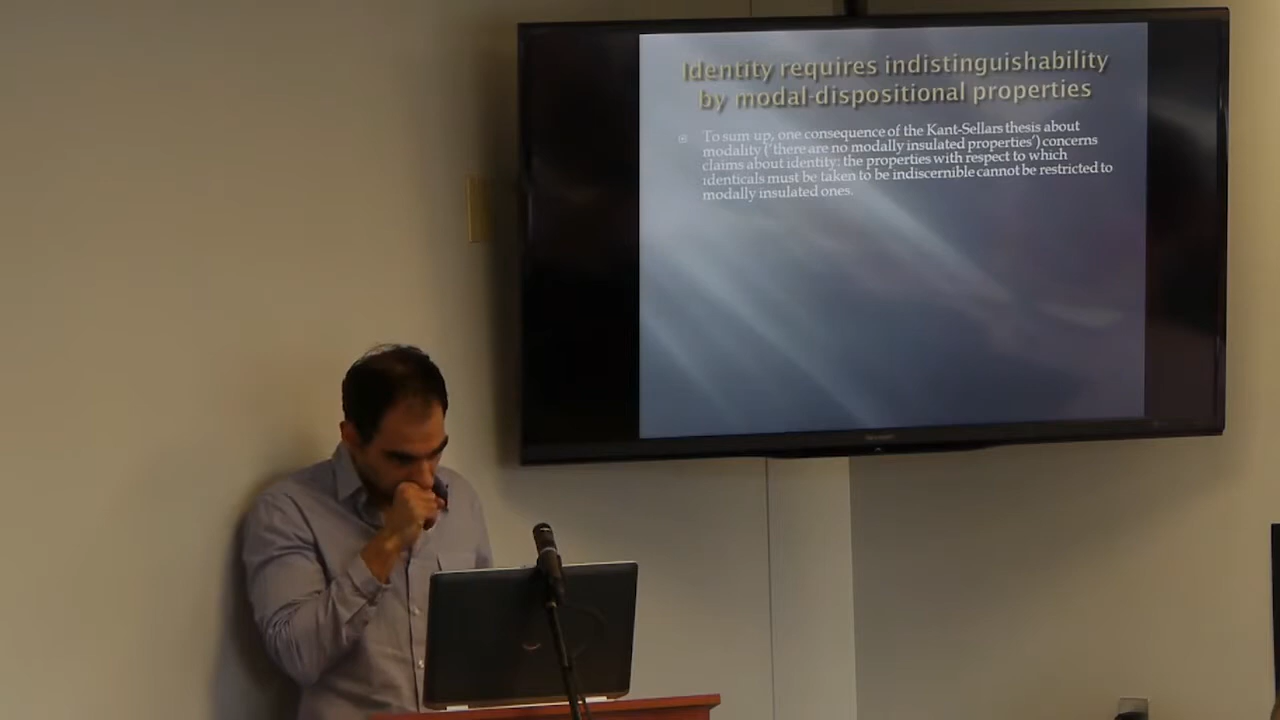 Identity requires indistinguishability
by modal-dispositional properties
To sum up, one consequence of the Kant-Sellars thesis about
modality ('there are no modally insulated properties') concerns
claims about identity: the properties with respect to which
identicals must be taken to be indiscernible cannot be restricted to
modally insulated ones.